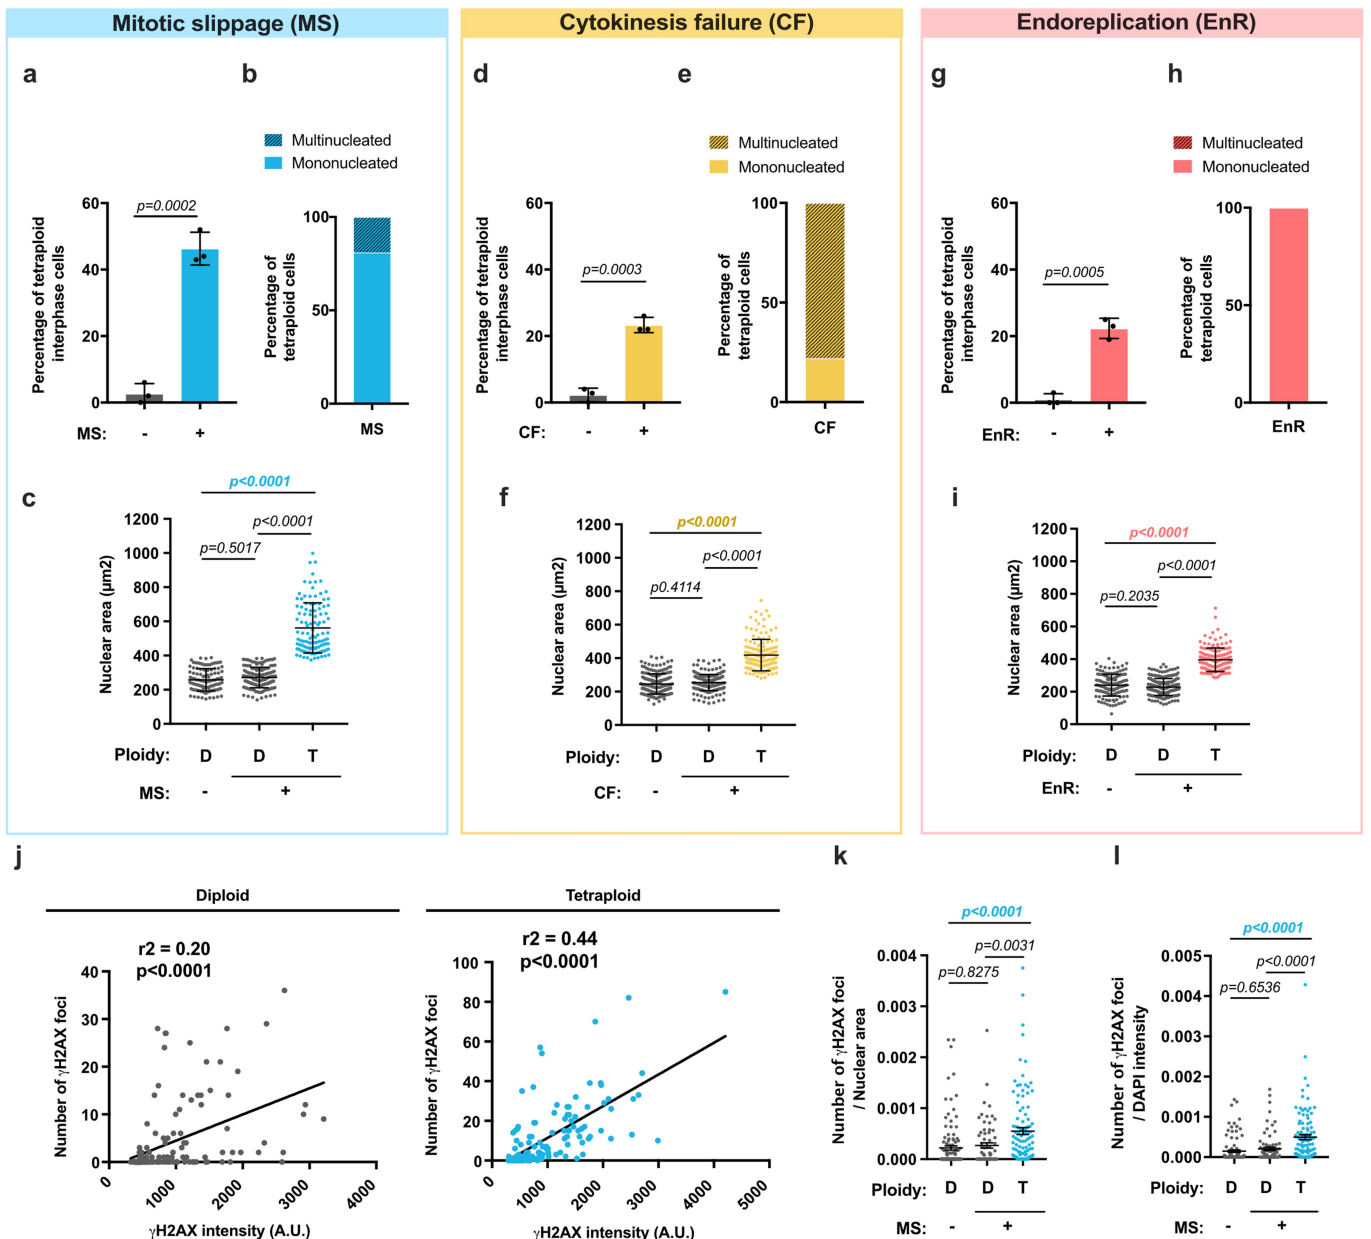 Mitotic slippage (MS)
a
b
Multinucleated
Mononucleated
Percentage of tetraploid
interphase cells
60
40
20
0
p=0.0002
MS:
-
+
Percentage of
tetraploid cells
100
50
0
MS
c
Nuclear area (µm2)
1200
1000
800
600
400
200
0
p<0.0001
p<0.0001
p=0.5017
Ploidy: D D T
MS: - +
Cytokinesis failure (CF)
d
e
Multinucleated
Mononucleated
Percentage of tetraploid
interphase cells
60
40
20
0
p=0.0003
CF:
-
+
Percentage of
tetraploid cells
100
50
0
CF
f
Nuclear area (µm2)
1200
1000
800
600
400
200
0
p<0.0001
p<0.0001
p0.4114
Ploidy: D D T
CF: - +
Endoreplication (EnR)
g
h
Multinucleated
Mononucleated
Percentage of tetraploid
interphase cells
60
40
20
0
p=0.0005
EnR:
-
+
Percentage of
tetraploid cells
100
50
0
EnR
i
Nuclear area (µm2)
1200
1000
800
600
400
200
0
p<0.0001
p<0.0001
p=0.2035
Ploidy: D D T
EnR: - +
j
Diploid
r2 = 0.20
p<0.0001
Number of γH2AX foci
40
30
20
10
0
0 1000 2000 3000 4000
γH2AX intensity (A.U.)
Tetraploid
r2 = 0.44
p<0.0001
Number of γH2AX foci
100
80
60
40
20
0
0 1000 2000 3000 4000 5000
γH2AX intensity (A.U.)
k
Number of γH2AX foci
/ Nuclear area
0.004
0.003
0.002
0.001
0.000
p<0.0001
p=0.0031
p=0.8275
Ploidy: D D T
MS: - +
l
Number of γH2AX foci
/ DAPI intensity
0.005
0.004
0.003
0.002
0.001
0.000
p<0.0001
p<0.0001
p=0.6536
Ploidy: D D T
MS: - +